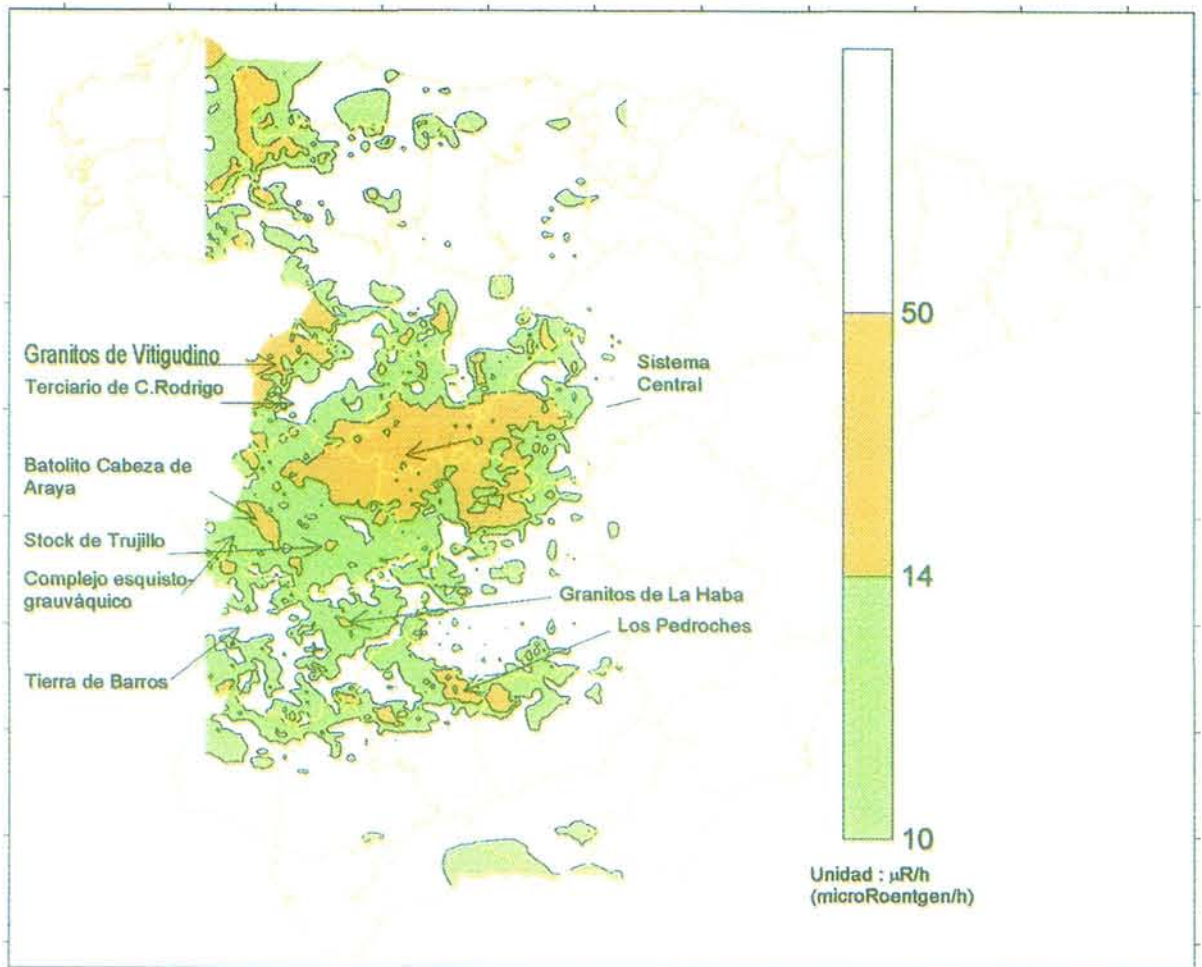 50
Granitos de Vitigudino
Terciario de C.Rodrigo
Sistema
Central
Batolito Cabeza de
Araya
Stock de Trujillo
Complejo esquisto-
grauváquico
14
Granitos de La Haba
Los Pedroches
Tierra de Barros
10
Unidad : µR/h
(microRoentgen/h)